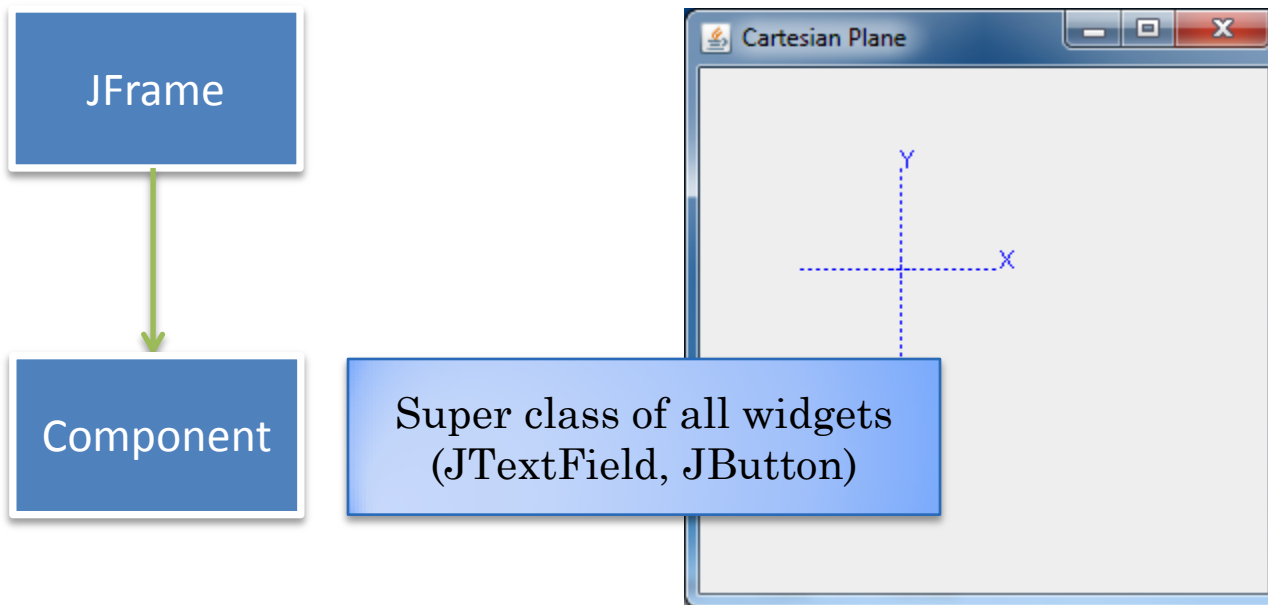 JFrame
Component
Super class of all widgets
(JTextField, JButton)
Cartesian Plane
Y
X